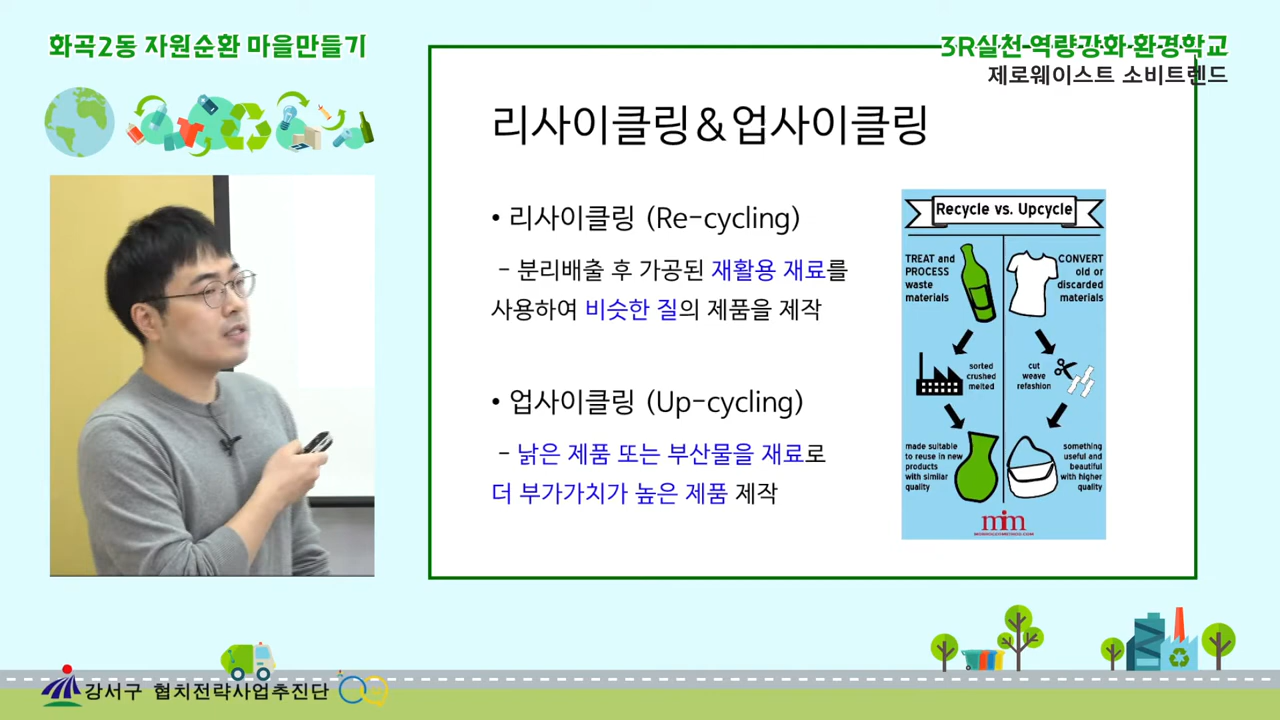 화곡2동 자원순환 마을만들기
3R실천 역량강화 환경학교
제로웨이스트 소비트렌드
리사이클링&업사이클링
• 리사이클링 (Re-cycling)
- 분리배출 후 가공된 재활용 재료를
사용하여 비슷한 질의 제품을 제작
• 업사이클링 (Up-cycling)
- 낡은 제품 또는 부산물을 재료로
더 부가가치가 높은 제품 제작
Recycle vs. Upcycle
TREAT and
PROCESS
waste
materials
CONVERT
old or
discarded
materials
sorted
crushed
melted
cut
weave
refashion
made suitable
to reuse in new
products
with similar
quality
something
useful and
beautiful
with higher
quality
mim
강서구 협치전략사업추진단